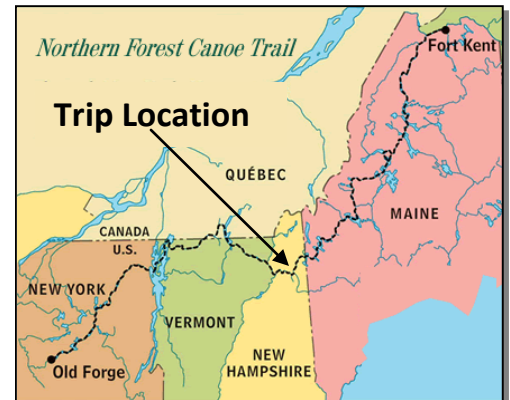 Northern Forest Canoe Trail
Fort Kent
Trip Location
QUÉBEC
MAINE
CANADA
U.S.
NEW YORK
VERMONT
NEW
HAMPSHIRE
Old Forge